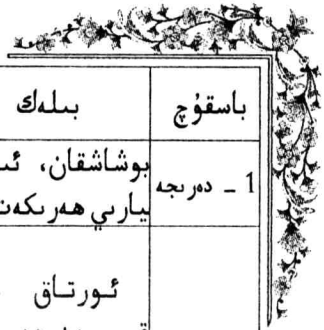 باسقۇچ
بىلەك
1 ـ دەرىجە
بوشاشقان،
يارىي
ئورتاق